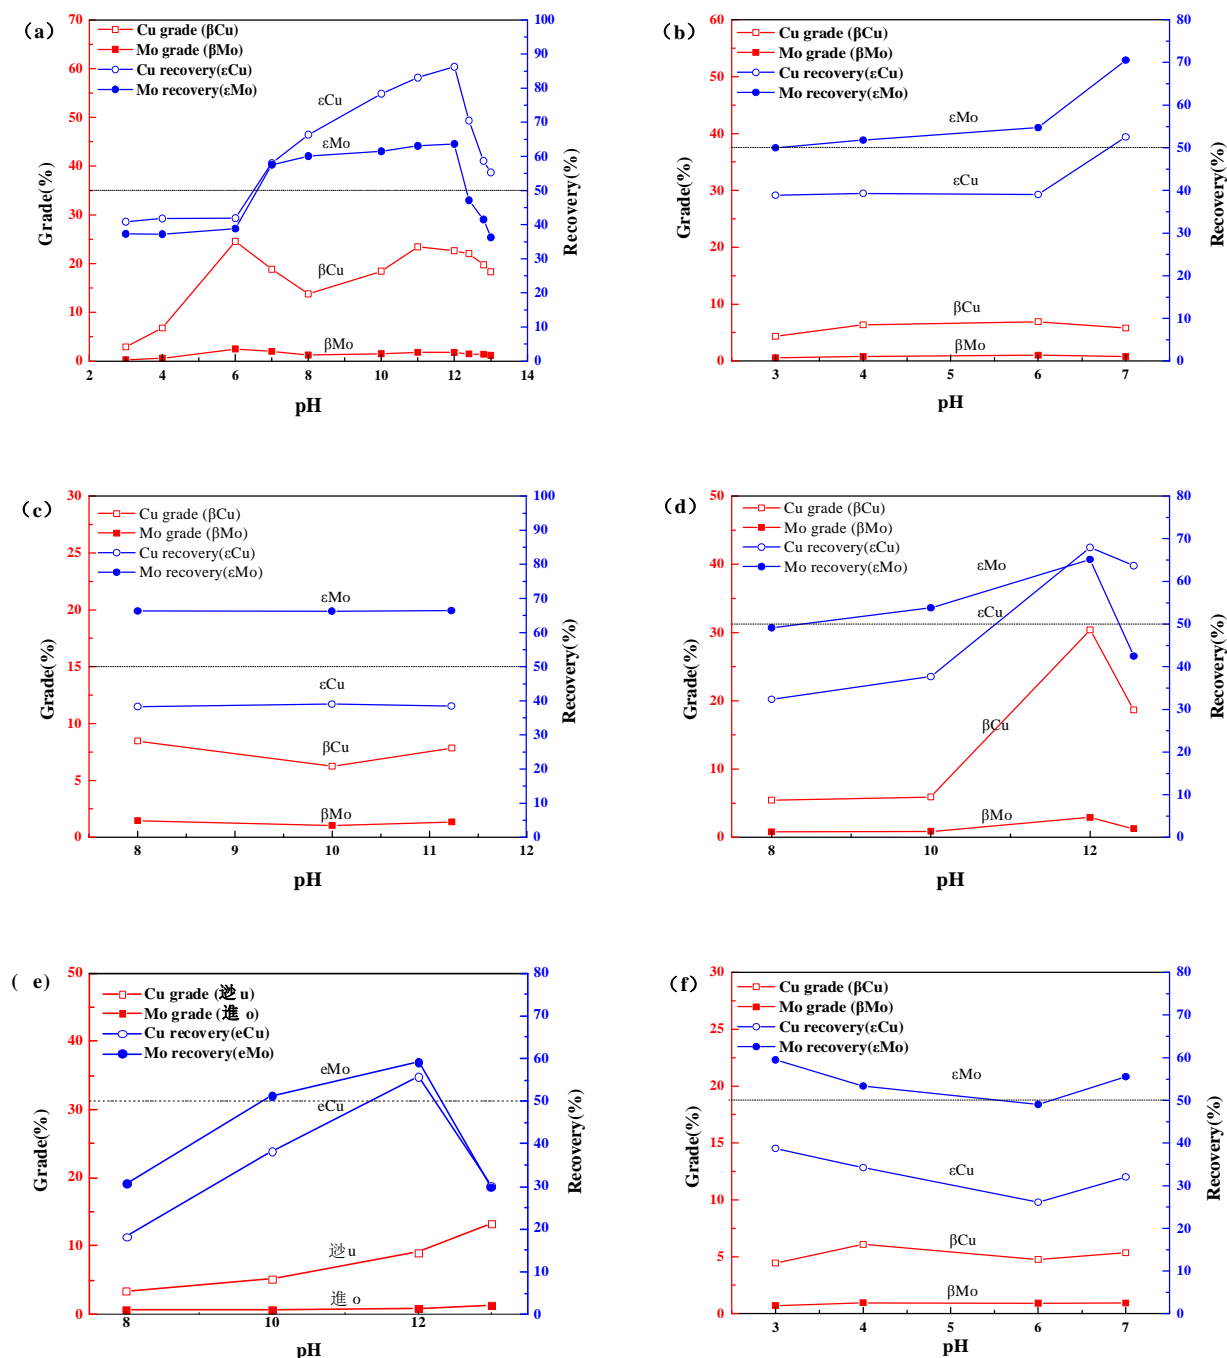 (a)
Cu grade (βCu)
Mo grade (βMo)
Cu recovery(εCu)
Mo recovery(εMo)
εCu
εMo
βCu
βMo
Grade(%)
Recovery(%)
0 10 20 30 40 50 60 70
0 10 20 30 40 50 60 70 80 90 100
2 4 6 8 10 12 14
pH
(b)
Cu grade (βCu)
Mo grade (βMo)
Cu recovery(εCu)
Mo recovery(εMo)
εMo
εCu
βCu
βMo
Grade(%)
Recovery(%)
0 10 20 30 40 50 60
0 10 20 30 40 50 60 70 80
3 4 5 6 7
pH
(c)
Cu grade (βCu)
Mo grade (βMo)
Cu recovery(εCu)
Mo recovery(εMo)
εMo
εCu
βCu
βMo
Grade(%)
Recovery(%)
0 5 10 15 20 25 30
0 10 20 30 40 50 60 70 80 90 100
8 9 10 11 12
pH
(d)
Cu grade (βCu)
Mo grade (βMo)
Cu recovery(εCu)
Mo recovery(εMo)
εMo
εCu
βCu
βMo
Grade(%)
Recovery(%)
0 10 20 30 40 50
0 10 20 30 40 50 60 70 80
8 10 12
pH
( e)
Cu grade (逊 u)
Mo grade (進 o)
Cu recovery(eCu)
Mo recovery(eMo)
eMo
eCu
進 o
Grade(%)
Recovery(%)
0 10 20 30 40 50
0 10 20 30 40 50 60 70 80
8 10 12
pH
(f)
Cu grade (βCu)
Mo grade (βMo)
Cu recovery(εCu)
Mo recovery(εMo)
εMo
εCu
βCu
βMo
Grade(%)
Recovery(%)
0 5 10 15 20 25 30
0 10 20 30 40 50 60 70 80
3 4 5 6 7
pH